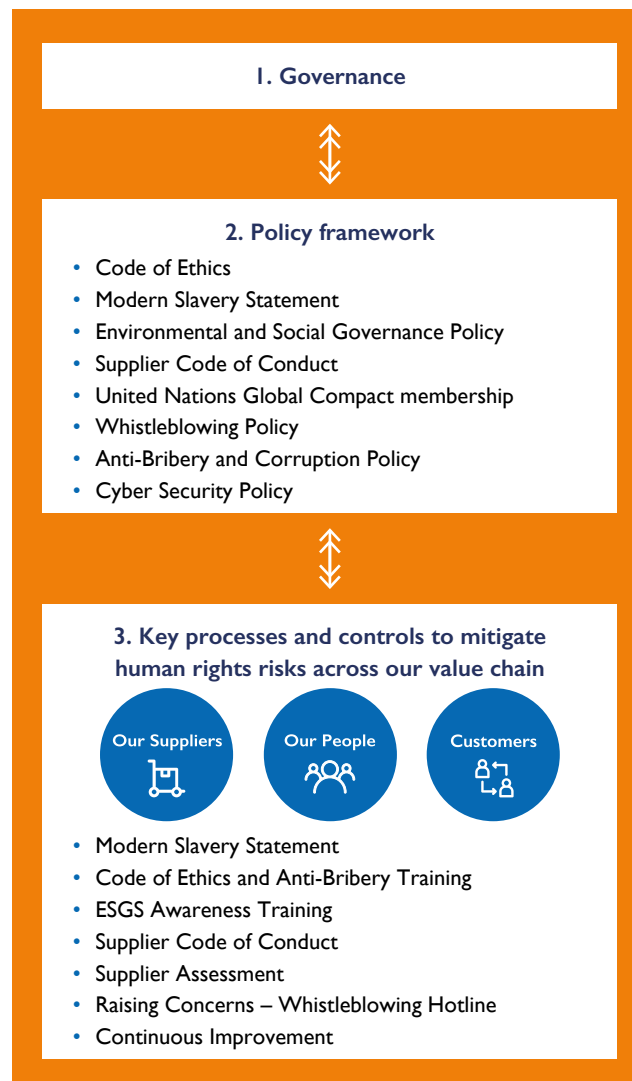 1. Governance
2. Policy framework
• Code of Ethics
• Modern Slavery Statement
• Environmental and Social Governance Policy
• Supplier Code of Conduct
• United Nations Global Compact membership
• Whistleblowing Policy
• Anti-Bribery and Corruption Policy
• Cyber Security Policy
3. Key processes and controls to mitigate
human rights risks across our value chain
Our Suppliers
Our People
Customers
• Modern Slavery Statement
• Code of Ethics and Anti-Bribery Training
• ESGS Awareness Training
• Supplier Code of Conduct
• Supplier Assessment
• Raising Concerns – Whistleblowing Hotline
• Continuous Improvement